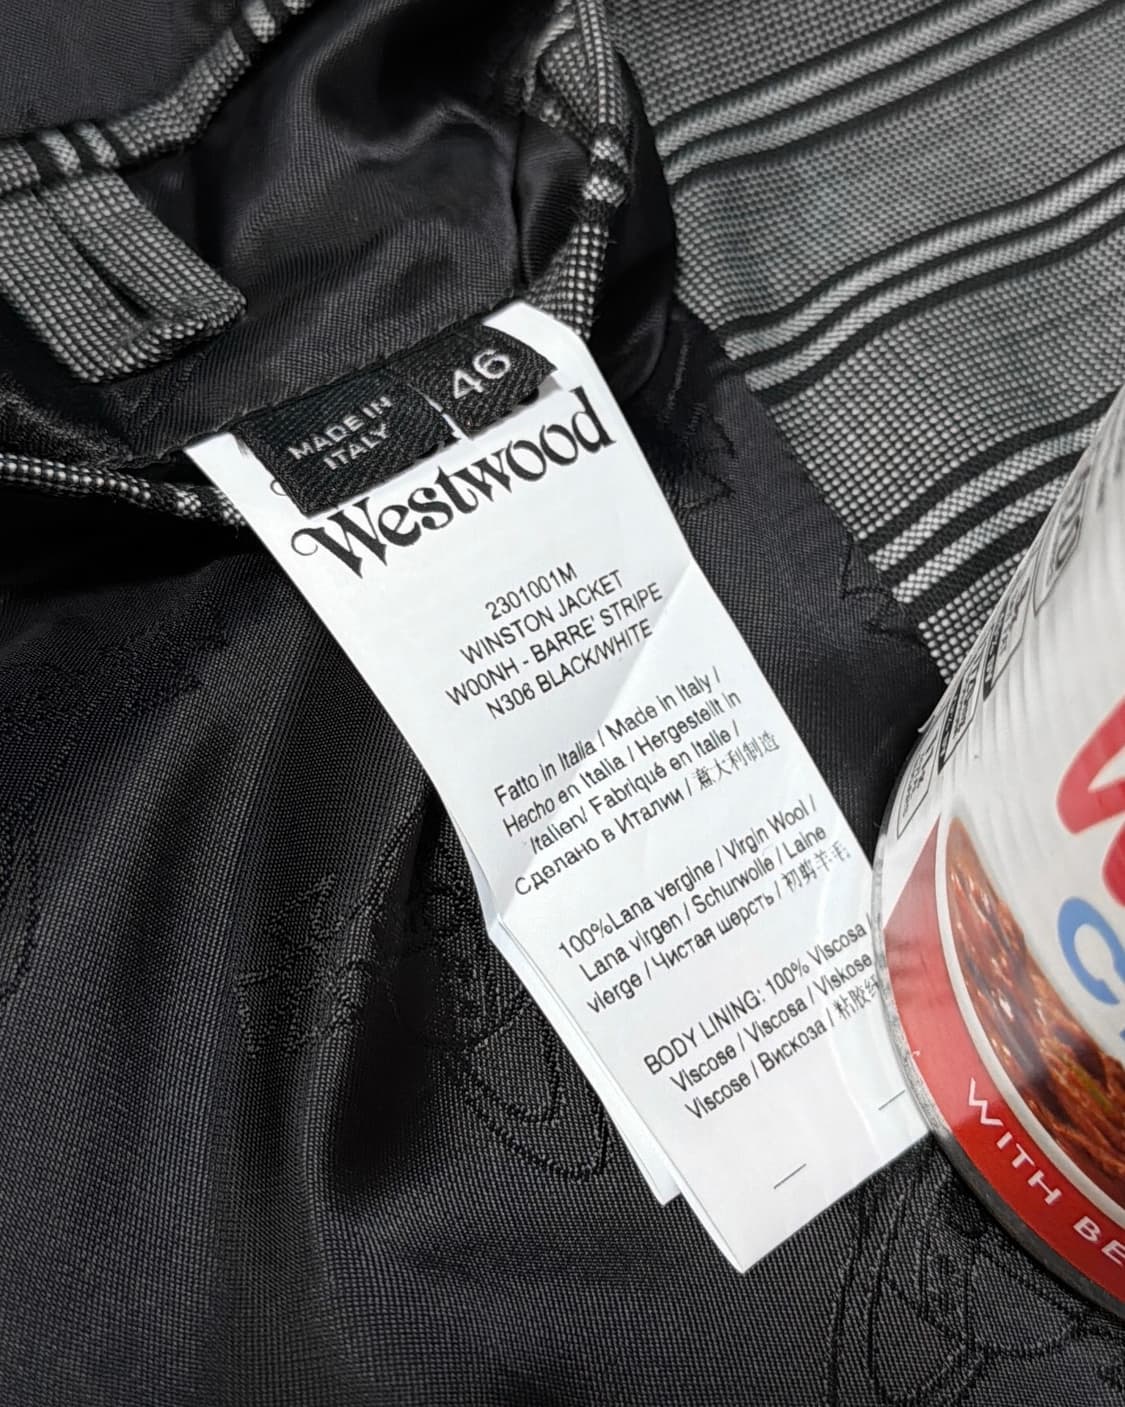 46
MADE IN
ITALY
Westwood
2301001M
WINSTON JACKET
W00NH - BARRE' STRIPE
N306 BLACK/WHITE
Fatto in Italia / Made in Italy /
Hecho en Italia / Hergestellt in
Italien/ Fabriqué en Italie /
Сделано в Италии / 意大利制造
100%Lana vergine / Virgin Wool /
Lana virgen / Schurwolle / Laine
vierge / Чистая шерсть / 初剪羊毛
BODY LINING: 100% Viscosa /
Viscose / Viscosa / Viskose
Viscose / Вискоза / 粘胶纤
WITH BE